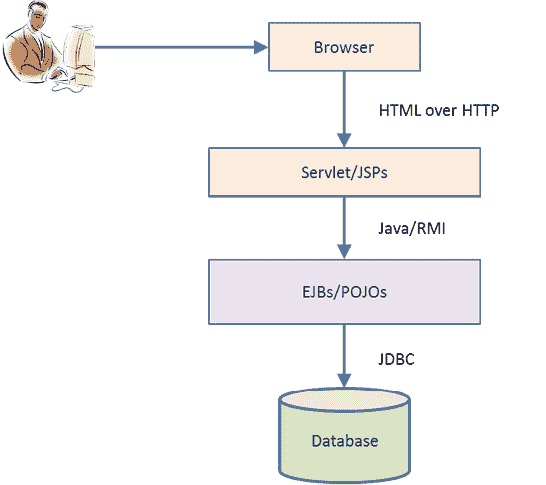 Browser
HTML over HTTP
Servlet/JSPs
Java/RMI
EJBs/POJOs
JDBC
Database